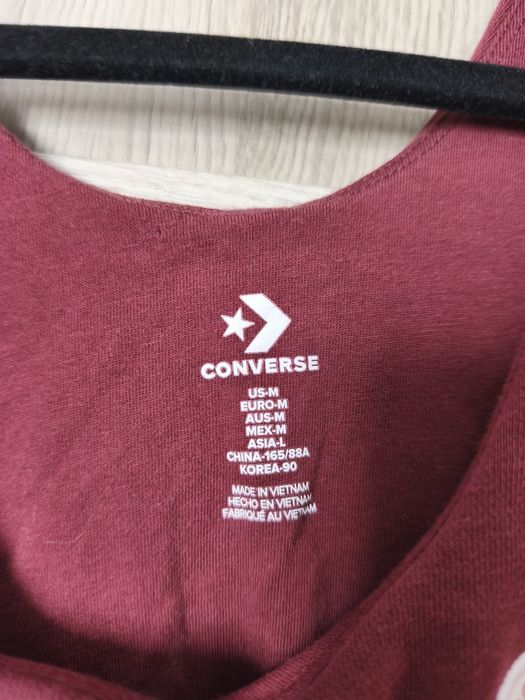 CONVERSE
US-M
EURO-M
AUS-M
MEX-M
ASIA-L
CHINA-165/88A
KOREA-90
MADE IN VIETNAM
HECHO EN VIETNAM
FABRIQUÉ AU VIETNAM